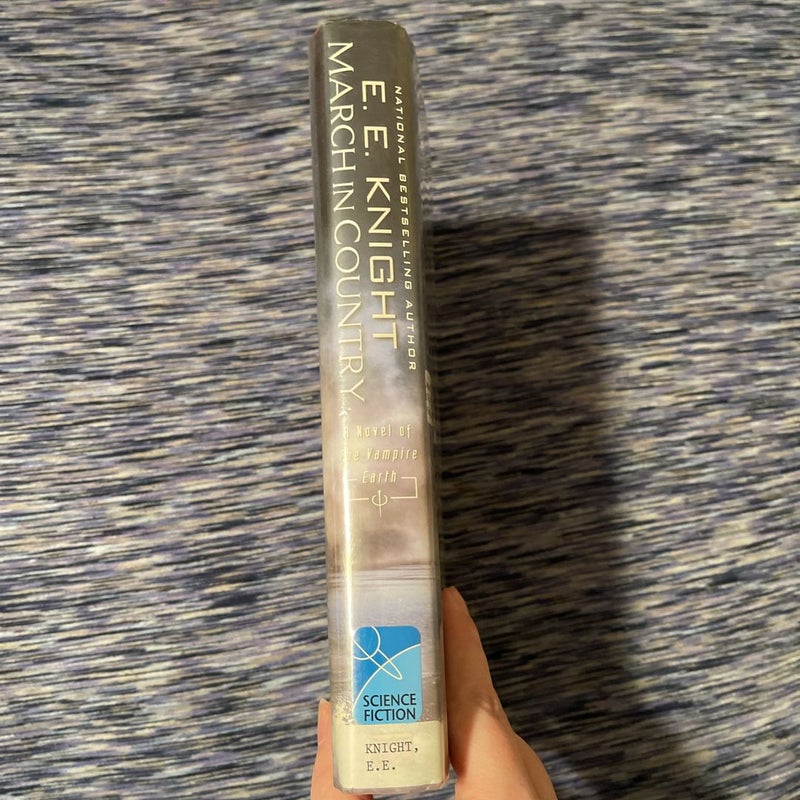 NATIONAL BESTSELLING AUTHOR
E. E. KNIGHT
MARCH IN COUNTRY
A Novel of
the Vampire
Earth
SCIENCE
FICTION
KNIGHT,
E.E.